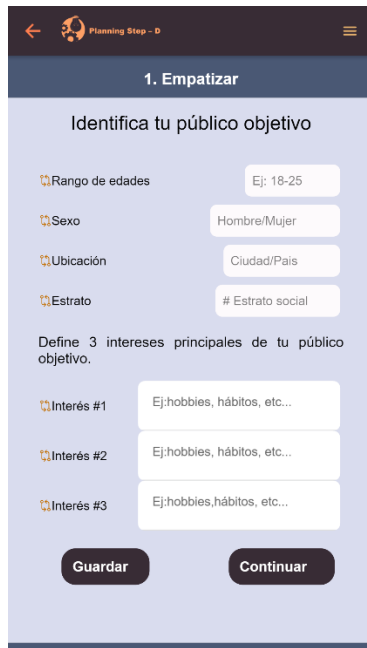 Planning Step - D
1. Empatizar
Identifica tu público objetivo
Rango de edades Ej: 18-25
Sexo Hombre/Mujer
Ubicación Ciudad/Pais
Estrato # Estrato social
Define 3 intereses principales de tu público
objetivo.
Interés #1 Ej:hobbies, hábitos, etc...
Interés #2 Ej:hobbies, hábitos, etc...
Interés #3 Ej:hobbies,hábitos, etc...
Guardar Continuar